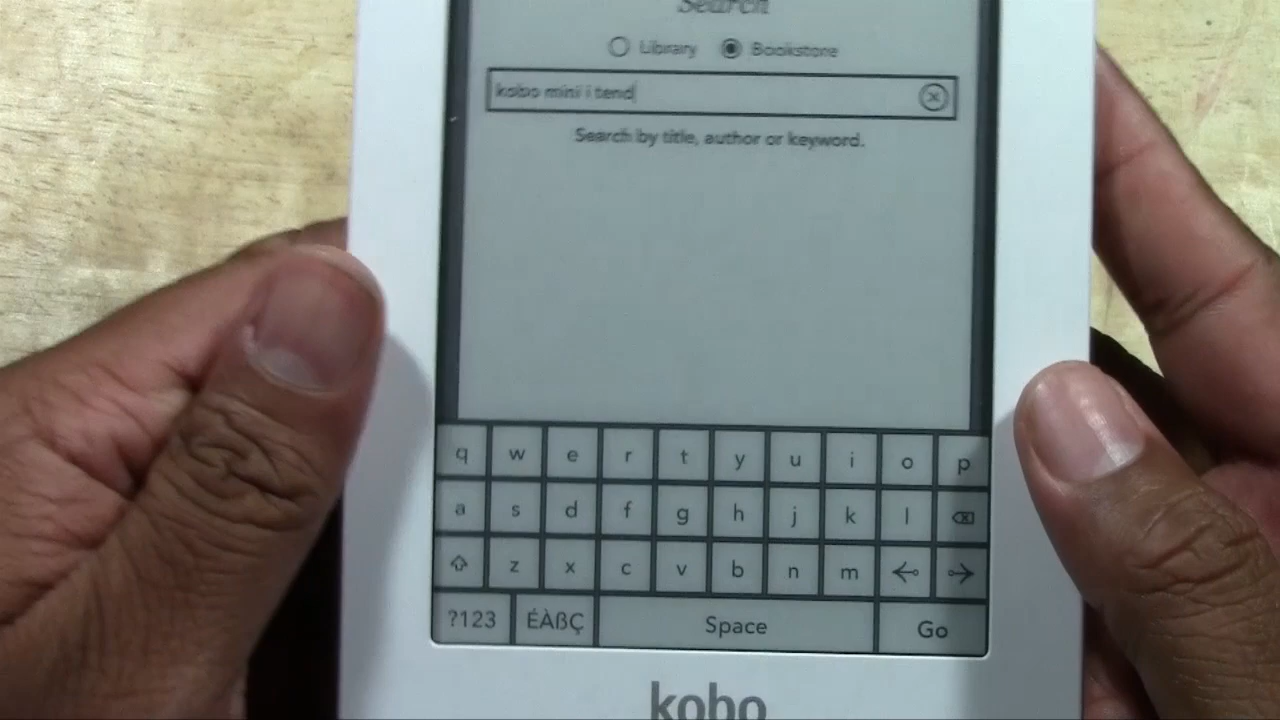 Search
Library Bookstore
kobo mini i tend
Search by title, author or keyword.
q w e r t y u i o p
a s d f g h j k l
z x c v b n m
?123 ÉÀßÇ Space Go
kobo